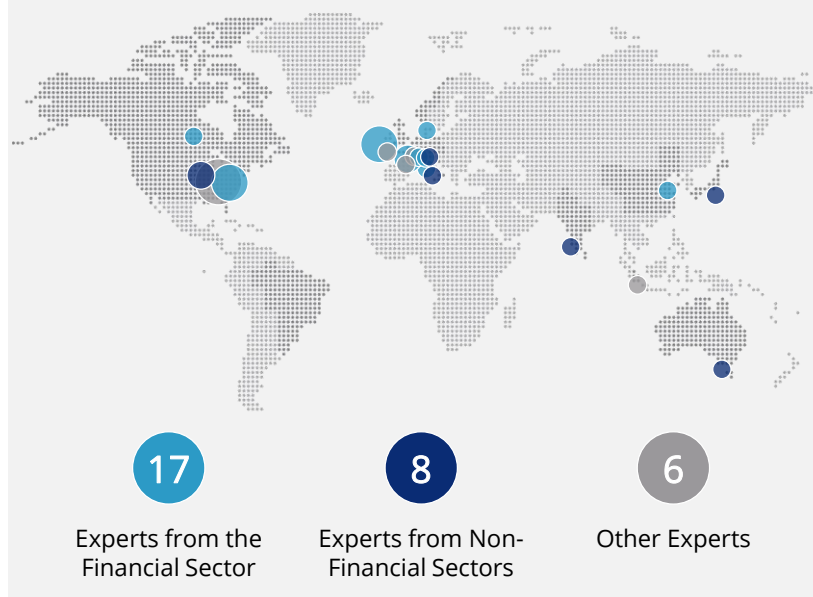 17
8
6
Experts from the
Financial Sector
Experts from Non-
Financial Sectors
Other Experts